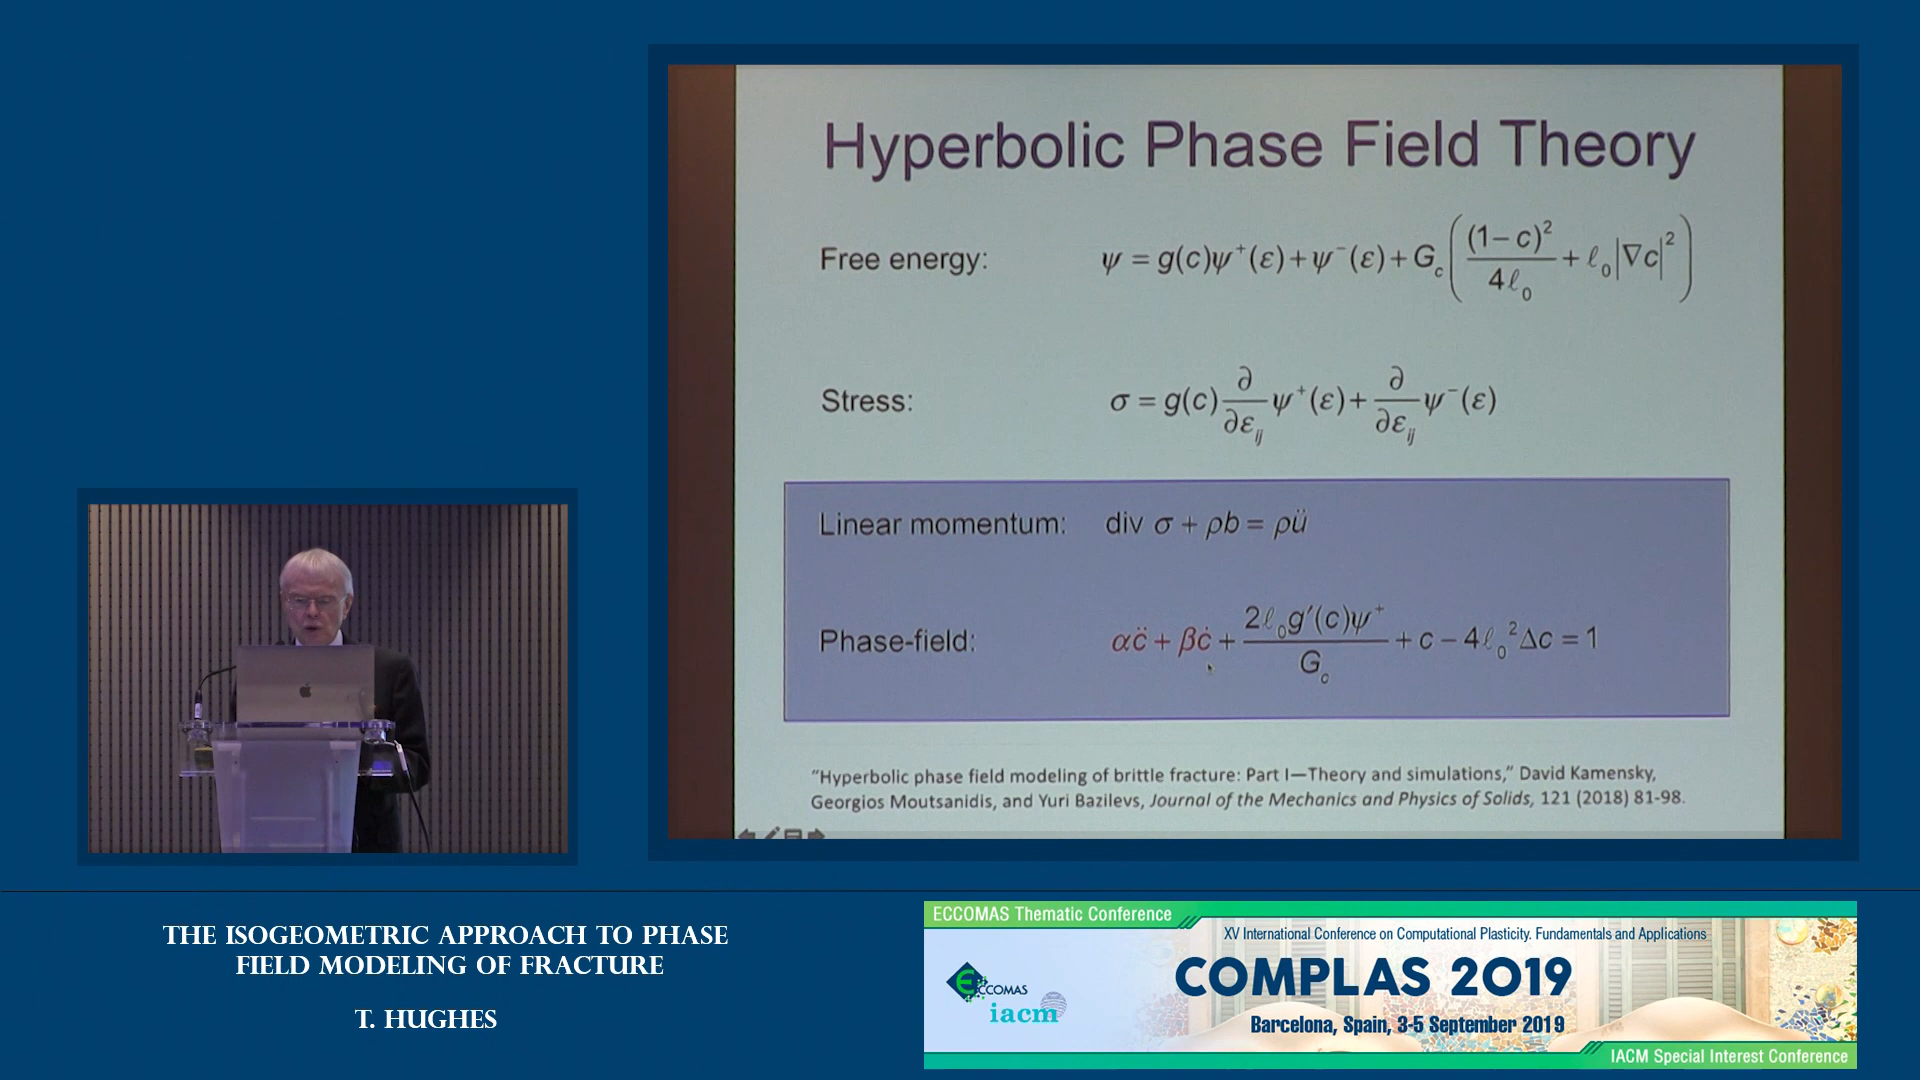 Hyperbolic Phase Field Theory
Free energy: ψ = g(c)ψ⁺(ε) + ψ⁻(ε) + G_c((1−c)²/4ℓ₀ + ℓ₀|∇c|²)
Stress: σ = g(c) ∂/∂ε_ij ψ⁺(ε) + ∂/∂ε_ij ψ⁻(ε)
Linear momentum: div σ + ρb = ρü
Phase-field: αc̈ + βċ + 2ℓ₀g′(c)ψ⁺/G_c + c − 4ℓ₀²Δc = 1
“Hyperbolic phase field modeling of brittle fracture: Part I—Theory and simulations,” David Kamensky,
Georgios Moutsanidis, and Yuri Bazilevs, Journal of the Mechanics and Physics of Solids, 121 (2018) 81-98.
THE ISOGEOMETRIC APPROACH TO PHASE
FIELD MODELING OF FRACTURE
T. HUGHES
ECCOMAS Thematic Conference
XV International Conference on Computational Plasticity. Fundamentals and Applications
ECCOMAS
iacm
COMPLAS 2019
Barcelona, Spain, 3-5 September 2019
IACM Special Interest Conference